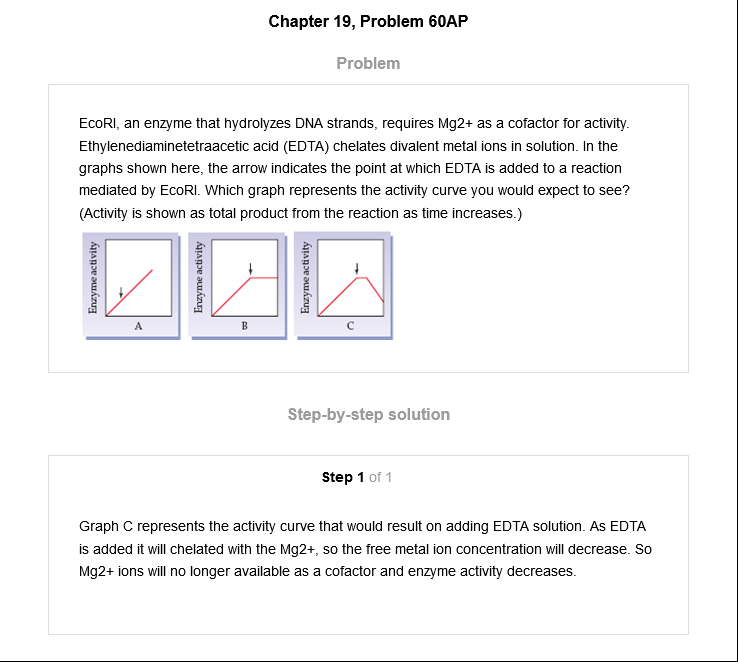 Chapter 19, Problem 60AP
Problem
EcoRI, an enzyme that hydrolyzes DNA strands, requires Mg2+ as a cofactor for activity.
Ethylenediaminetetraacetic acid (EDTA) chelates divalent metal ions in solution. In the
graphs shown here, the arrow indicates the point at which EDTA is added to a reaction
mediated by EcoRI. Which graph represents the activity curve you would expect to see?
(Activity is shown as total product from the reaction as time increases.)
Enzyme activity
A
Enzyme activity
B
Enzyme activity
C
Step-by-step solution
Step 1 of 1
Graph C represents the activity curve that would result on adding EDTA solution. As EDTA
is added it will chelated with the Mg2+, so the free metal ion concentration will decrease. So
Mg2+ ions will no longer available as a cofactor and enzyme activity decreases.